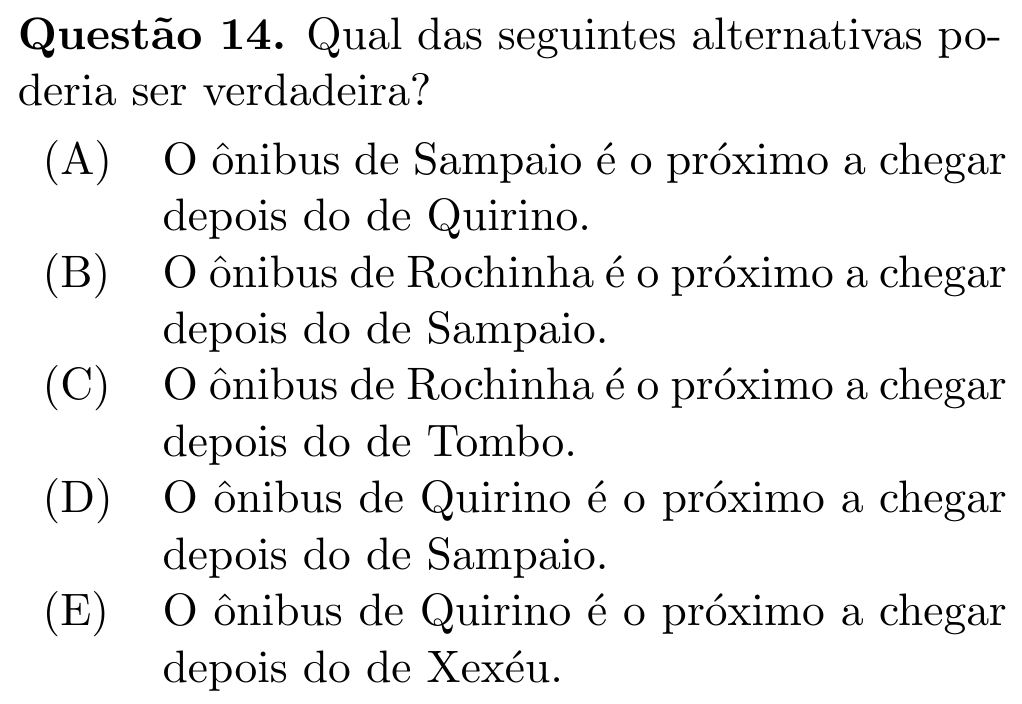 Questão 14. Qual das seguintes alternativas po-
deria ser verdadeira?
(A) O ônibus de Sampaio é o próximo a chegar
depois do de Quirino.
(B) O ônibus de Rochinha é o próximo a chegar
depois do de Sampaio.
(C) O ônibus de Rochinha é o próximo a chegar
depois do de Tombo.
(D) O ônibus de Quirino é o próximo a chegar
depois do de Sampaio.
(E) O ônibus de Quirino é o próximo a chegar
depois do de Xexéu.